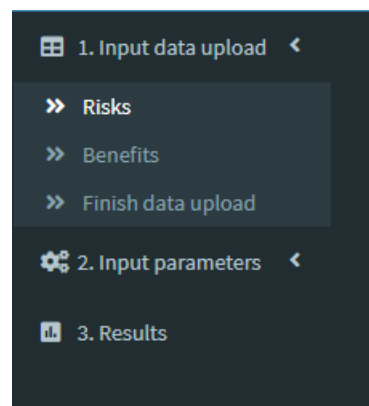 1. Input data upload
Risks
Benefits
Finish data upload
2. Input parameters
3. Results